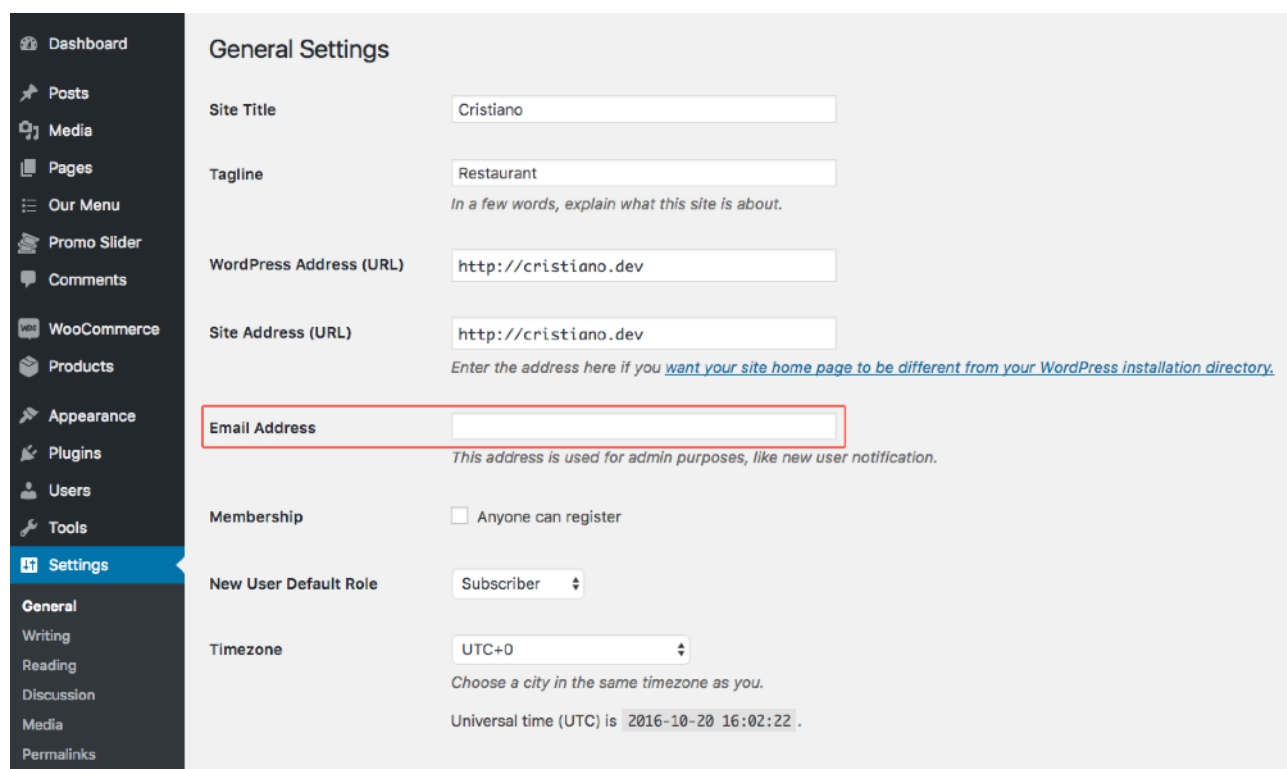 Dashboard
Posts
Media
Pages
Our Menu
Promo Slider
Comments
WooCommerce
Products
Appearance
Plugins
Users
Tools
Settings
General
Writing
Reading
Discussion
Media
Permalinks
General Settings
Site Title Cristiano
Tagline Restaurant
In a few words, explain what this site is about.
WordPress Address (URL) http://cristiano.dev
Site Address (URL) http://cristiano.dev
Enter the address here if you want your site home page to be different from your WordPress installation directory.
Email Address
This address is used for admin purposes, like new user notification.
Membership Anyone can register
New User Default Role Subscriber
Timezone UTC+0
Choose a city in the same timezone as you.
Universal time (UTC) is 2016-10-20 16:02:22 .